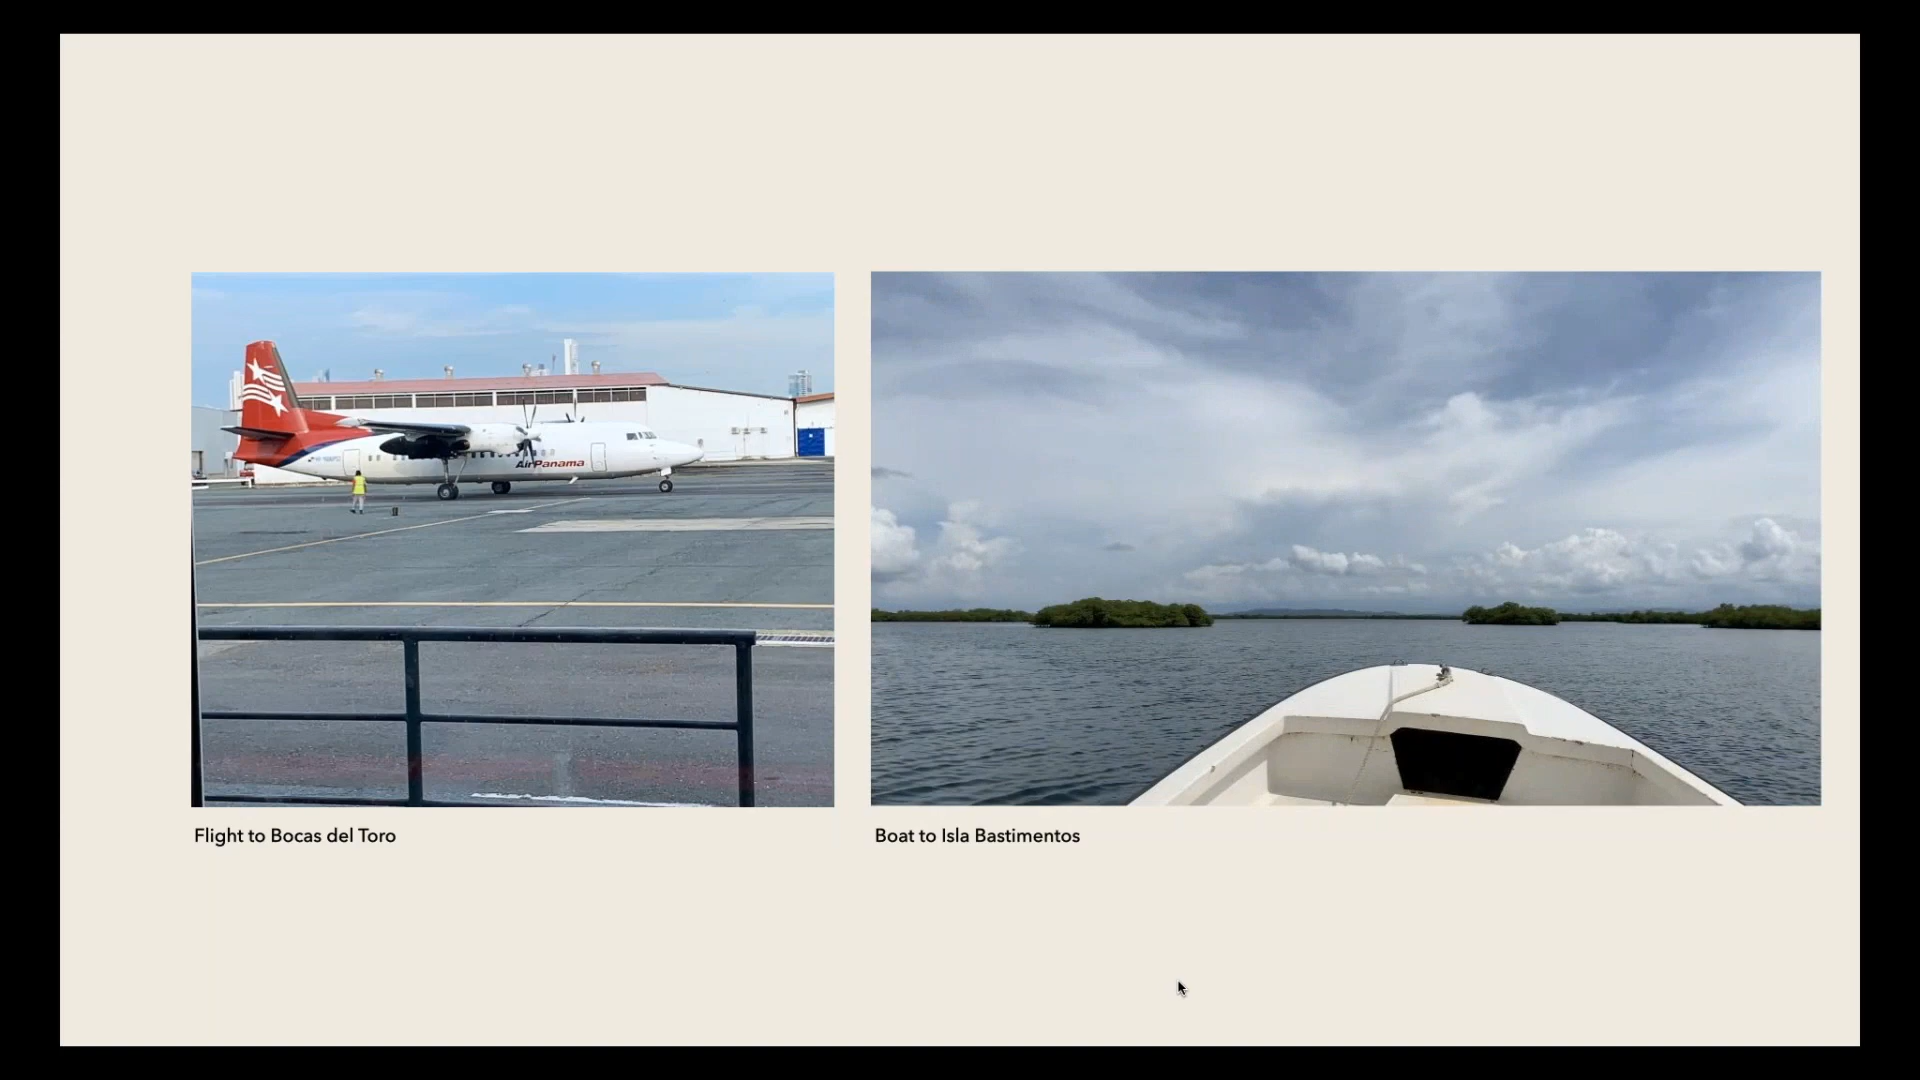 AirPanama
Flight to Bocas del Toro
Boat to Isla Bastimentos